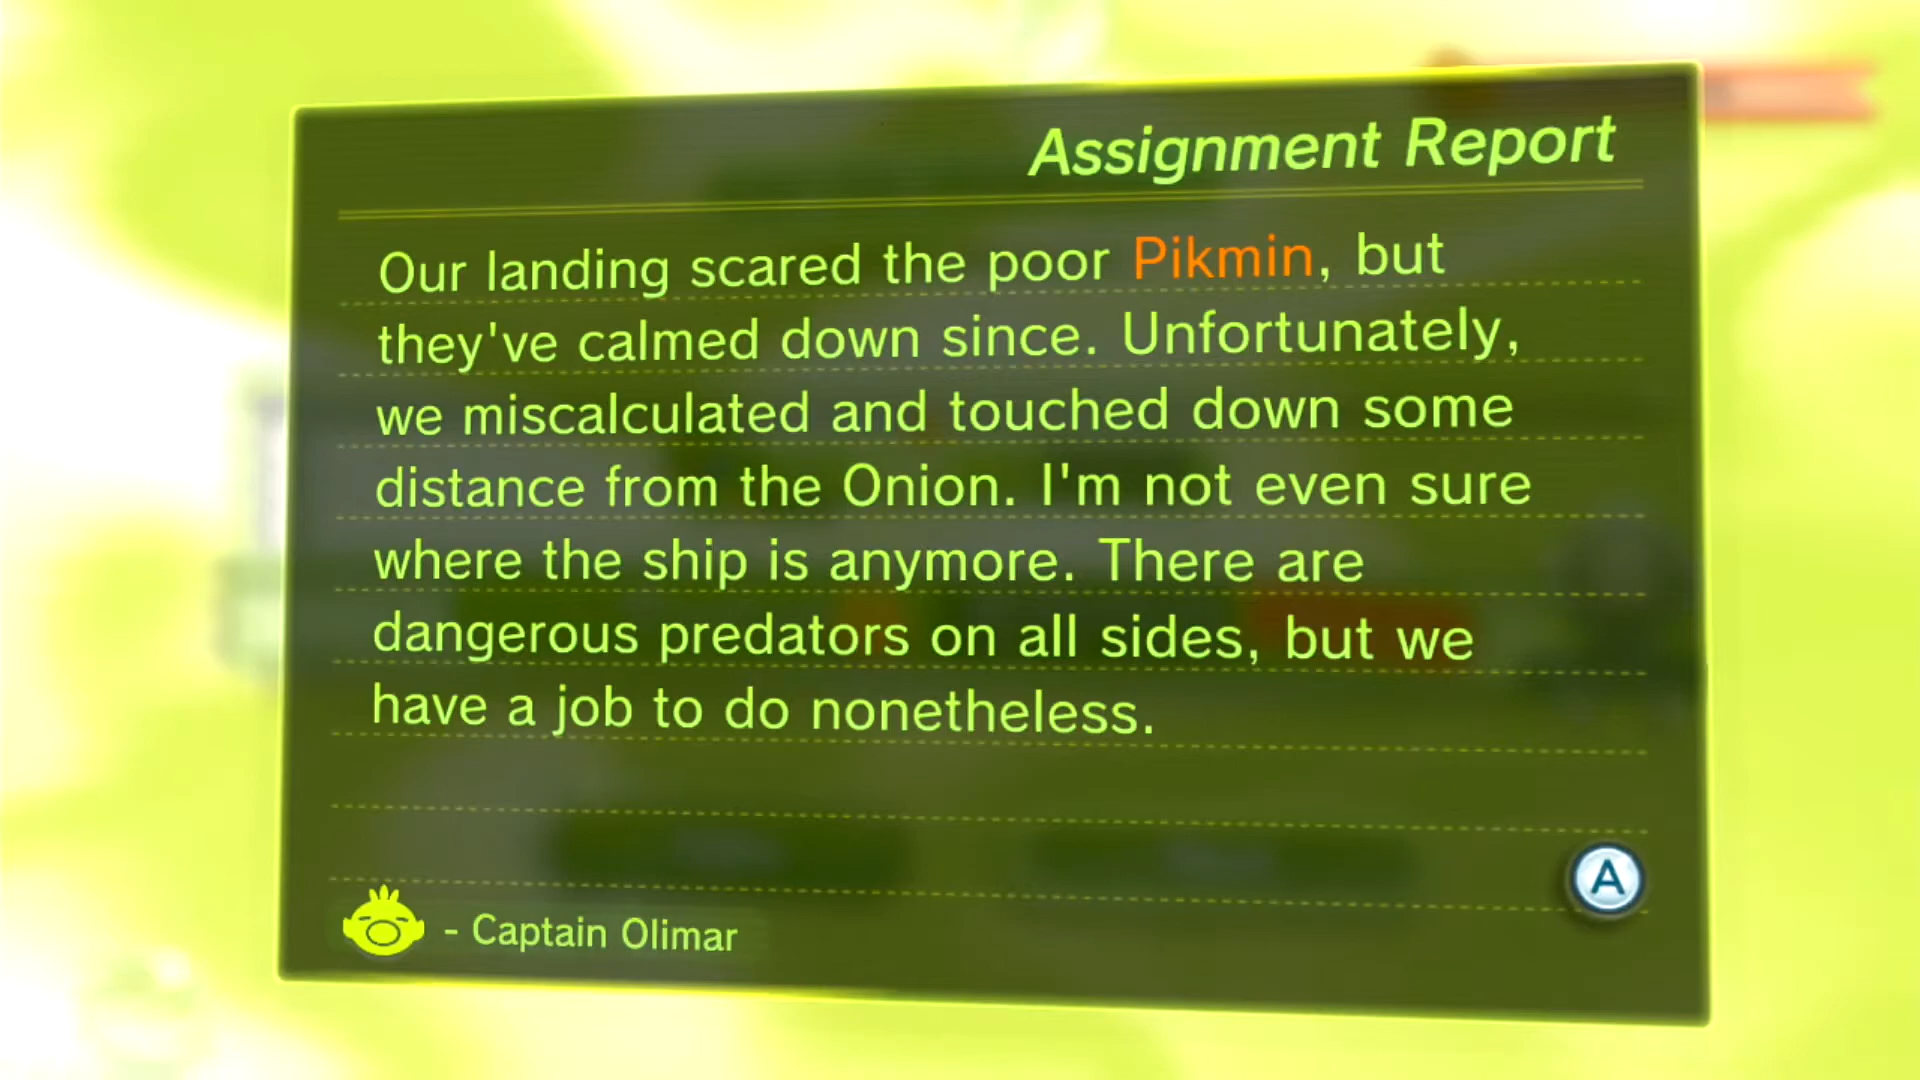 Assignment Report
Our landing scared the poor Pikmin, but
they've calmed down since. Unfortunately,
we miscalculated and touched down some
distance from the Onion. I'm not even sure
where the ship is anymore. There are
dangerous predators on all sides, but we
have a job to do nonetheless.
A
- Captain Olimar